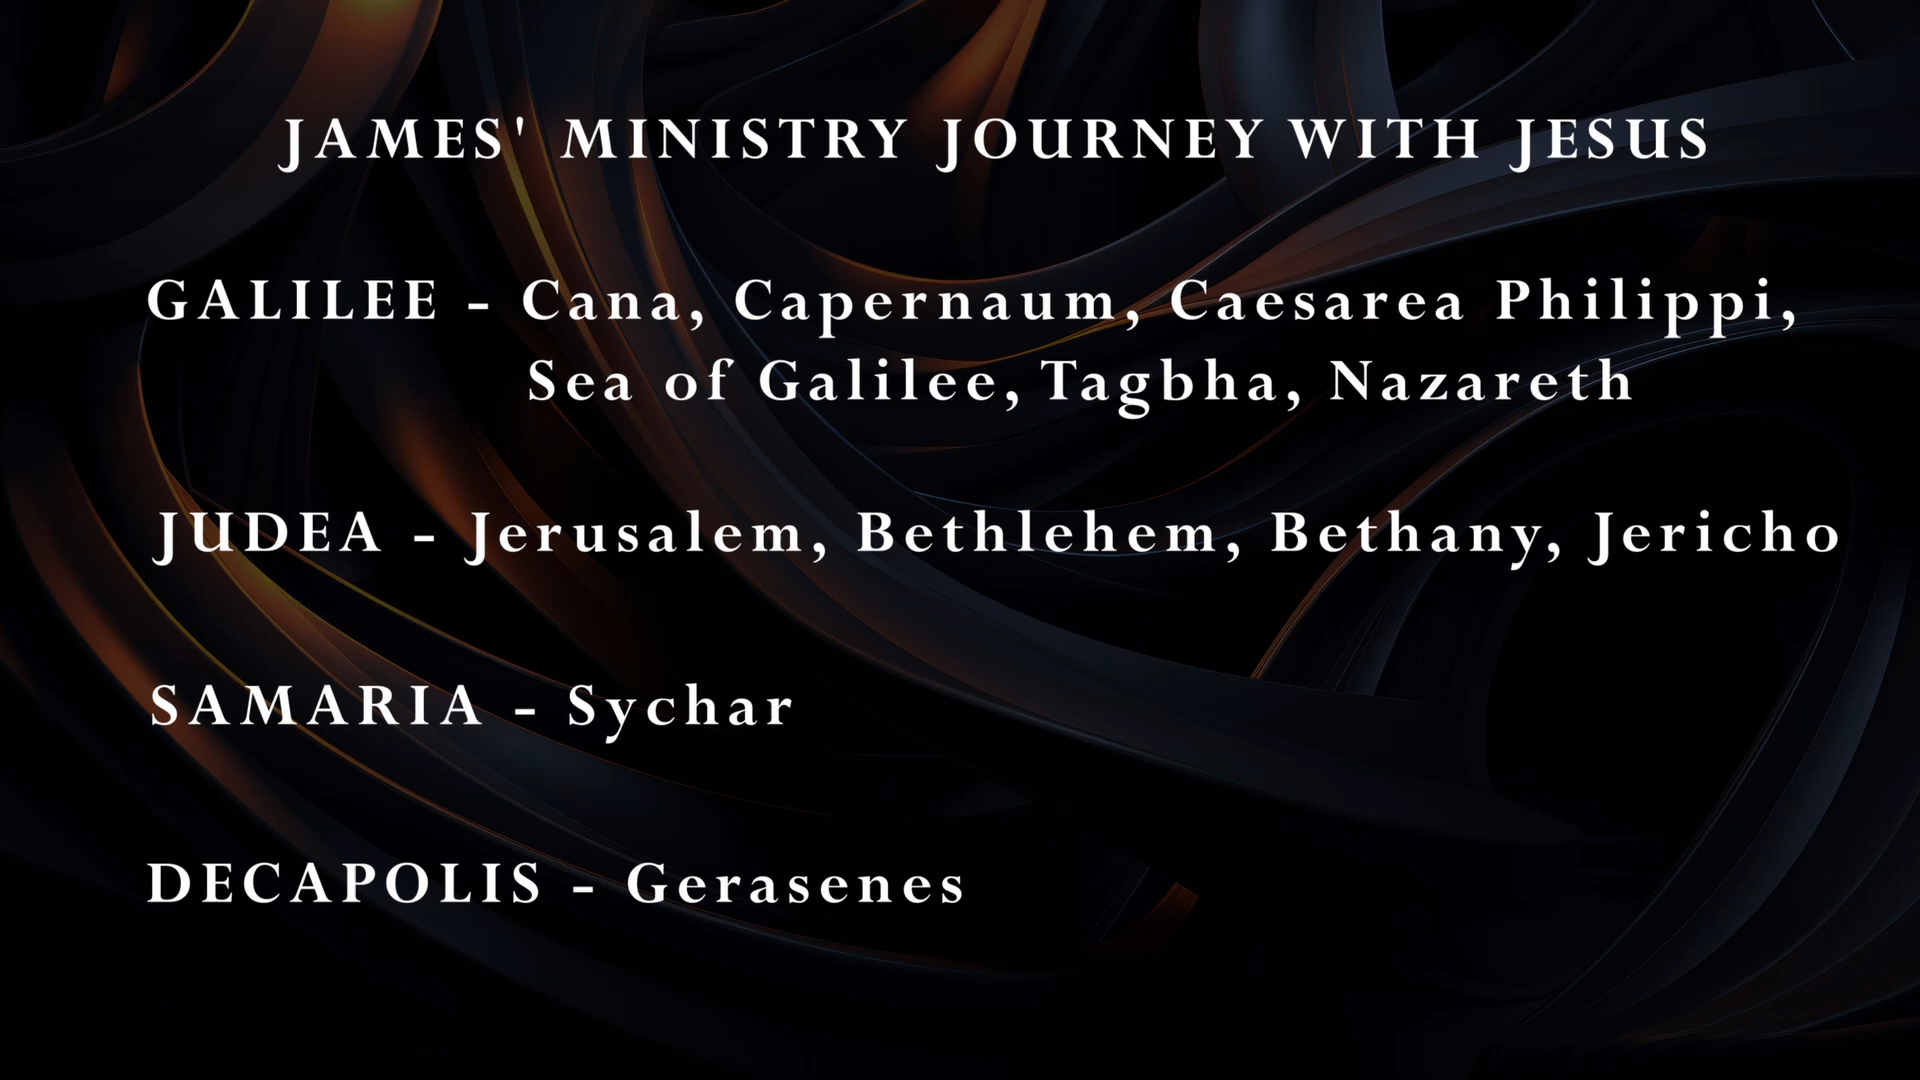 JAMES' MINISTRY JOURNEY WITH JESUS
GALILEE - Cana, Capernaum, Caesarea Philippi,
Sea of Galilee, Tagbha, Nazareth
JUDEA - Jerusalem, Bethlehem, Bethany, Jericho
SAMARIA - Sychar
DECAPOLIS - Gerasenes